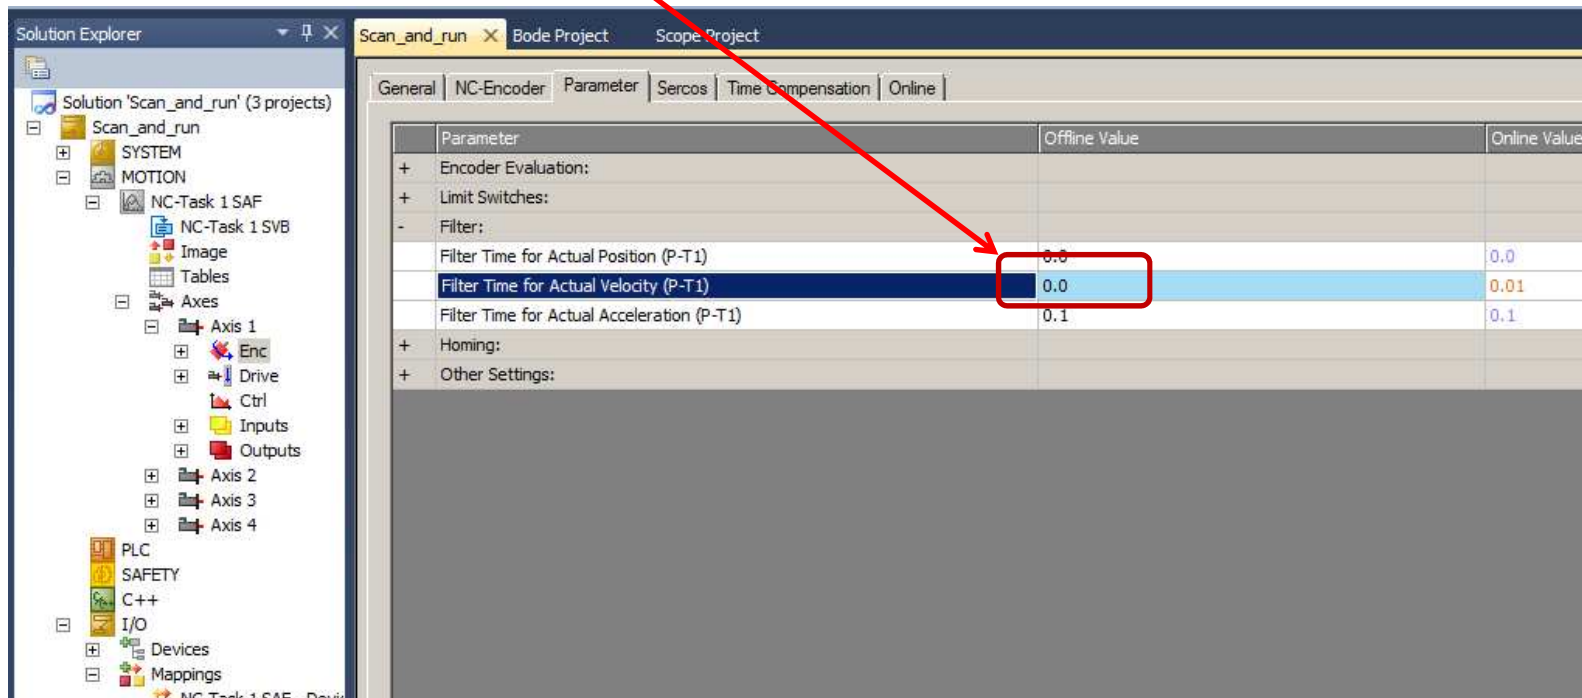 Solution Explorer
Scan_and_run Bode Project Scope Project
Solution 'Scan_and_run' (3 projects)
Scan_and_run
SYSTEM
MOTION
NC-Task 1 SAF
NC-Task 1 SVB
Image
Tables
Axes
Axis 1
Enc
Drive
Ctrl
Inputs
Outputs
Axis 2
Axis 3
Axis 4
PLC
SAFETY
C++
I/O
Devices
Mappings
General NC-Encoder Parameter Sercos Time Compensation Online
Parameter Offline Value Online Value
+ Encoder Evaluation:
+ Limit Switches:
- Filter:
Filter Time for Actual Position (P-T1) 0.0 0.0
Filter Time for Actual Velocity (P-T1) 0.0 0.01
Filter Time for Actual Acceleration (P-T1) 0.1 0.1
+ Homing:
+ Other Settings: